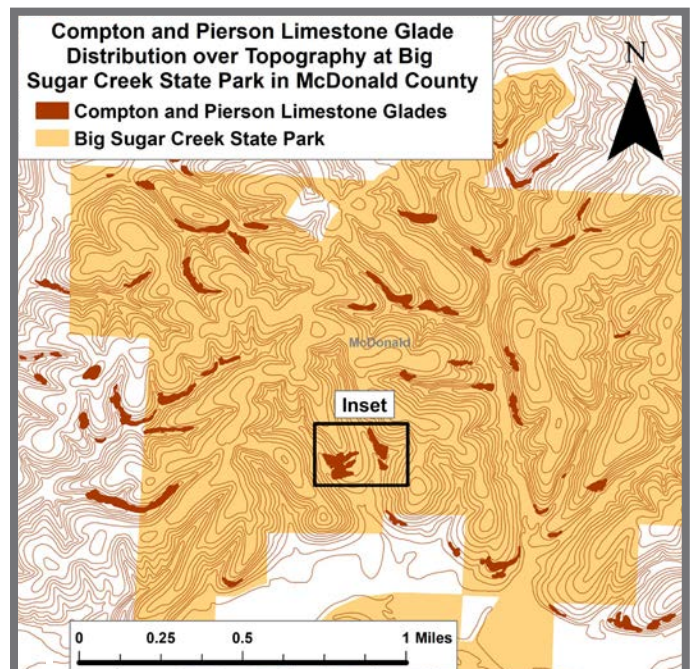 Compton and Pierson Limestone Glade
Distribution over Topography at Big
Sugar Creek State Park in McDonald County
Compton and Pierson Limestone Glades
Big Sugar Creek State Park
N
McDonald
Inset
0 0.25 0.5 1 Miles